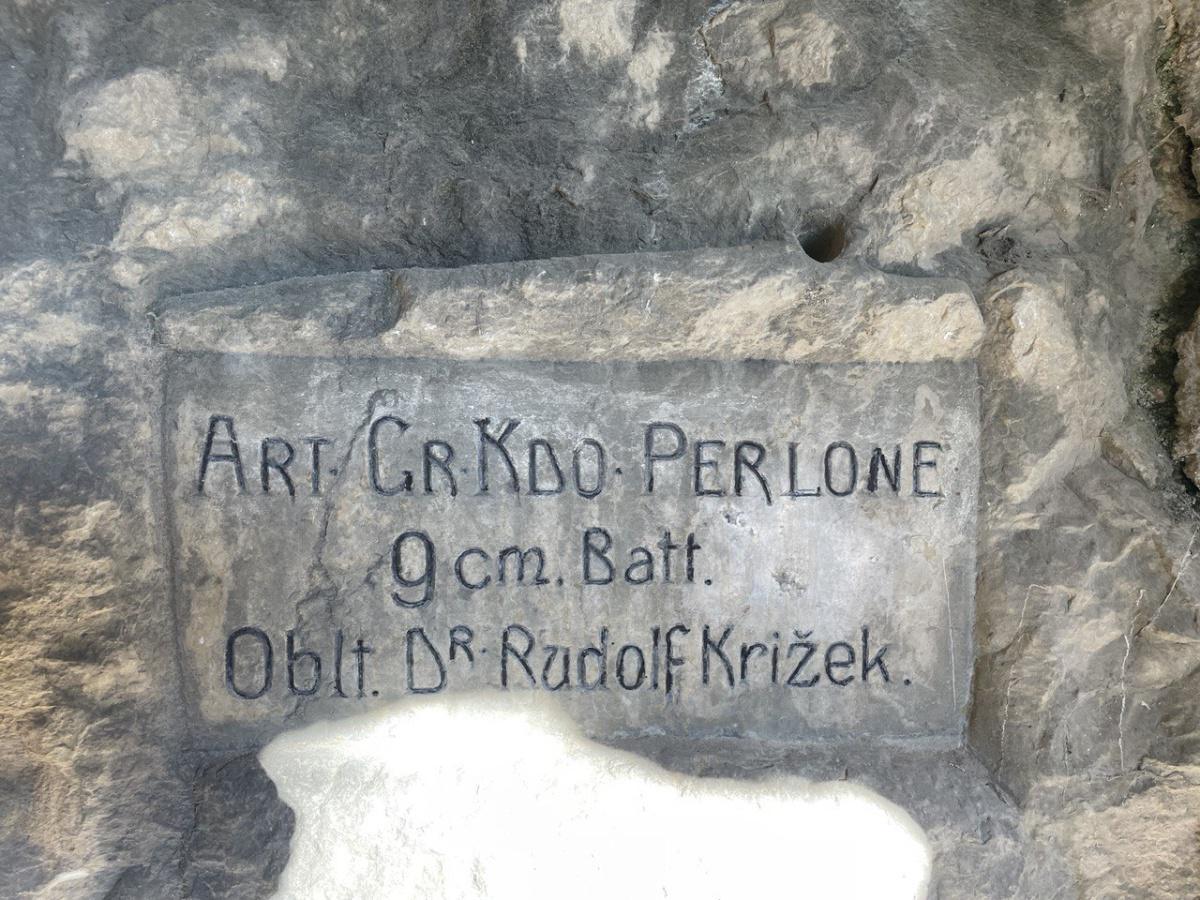 ART. GR. KDO. PERLONE
9 cm. Batt.
Oblt. DR. Rudolf Križek.